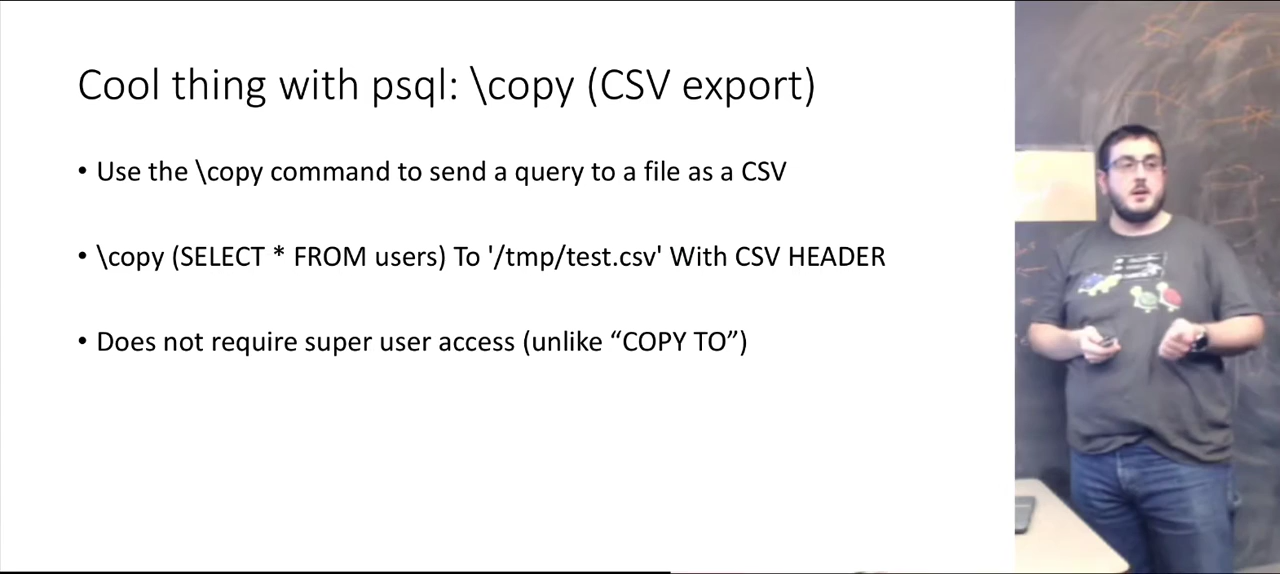 Cool thing with psql: \copy (CSV export)
• Use the \copy command to send a query to a file as a CSV
• \copy (SELECT * FROM users) To '/tmp/test.csv' With CSV HEADER
• Does not require super user access (unlike “COPY TO”)